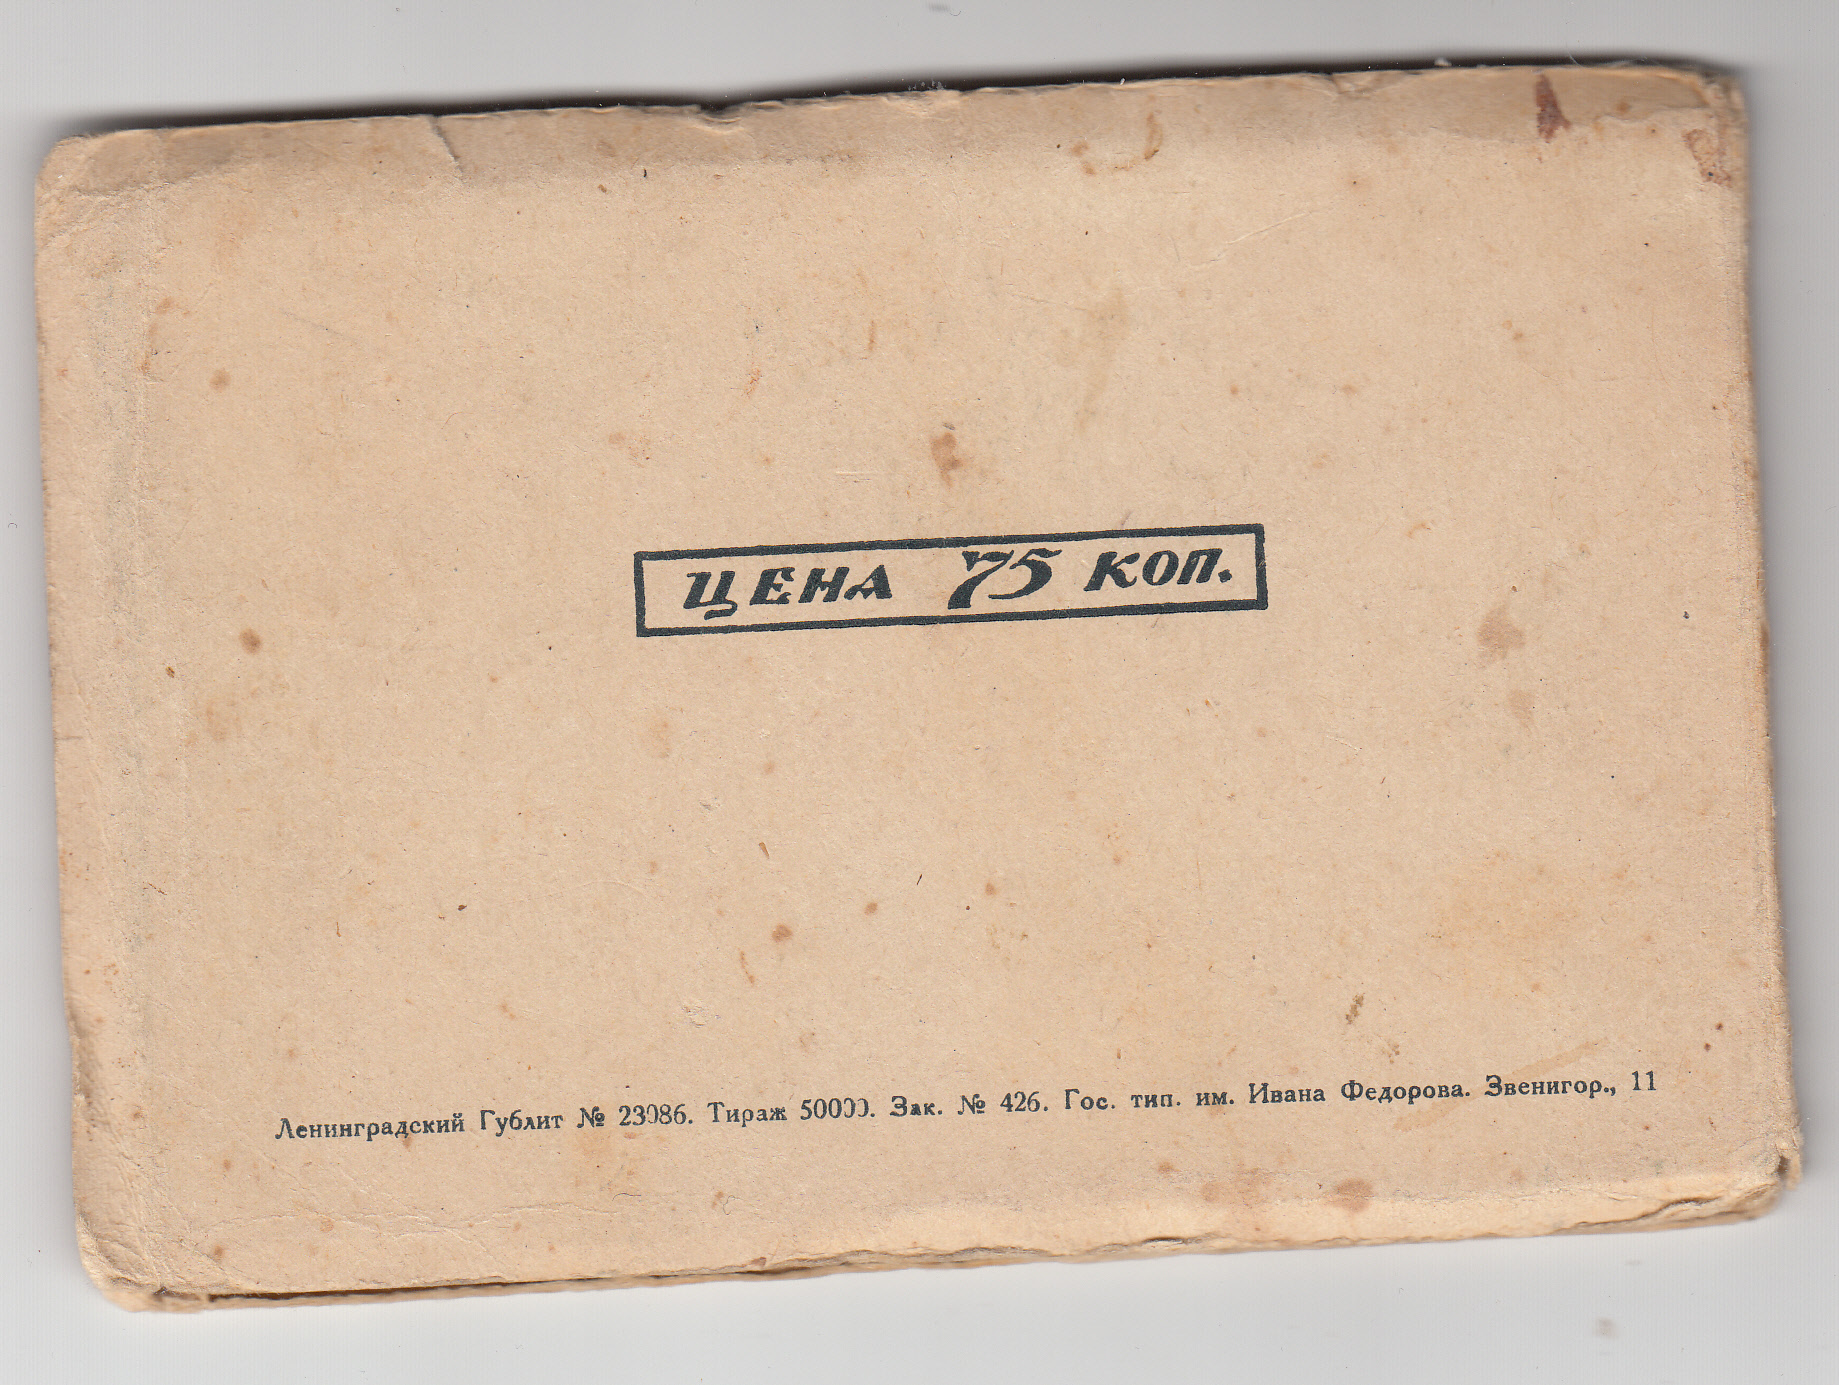 ЦЕНА 75 КОП.
Ленинградский Гублит № 23086. Тираж 50000. Зак. № 426. Гос. тип. им. Ивана Федорова. Звенигор., 11